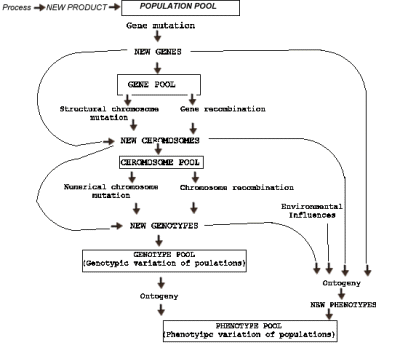 Process NEW PRODUCT POPULATION POOL
Gene mutation
NEW GENES
GENE POOL
Structural chromosome Gene recombination
mutation
NEW CHROMOSOMES
CHROMOSOME POOL
Numerical chromosome Chromosome recombination
mutation
Environmental
Influences
NEW GENOTYPES
GENOTYPE POOL
(Genotypic variation of poulations)
Ontogeny
Ontogeny
NEW PHENOTYPES
PHENOTYPE POOL
(Phenotyipc variation of populations)